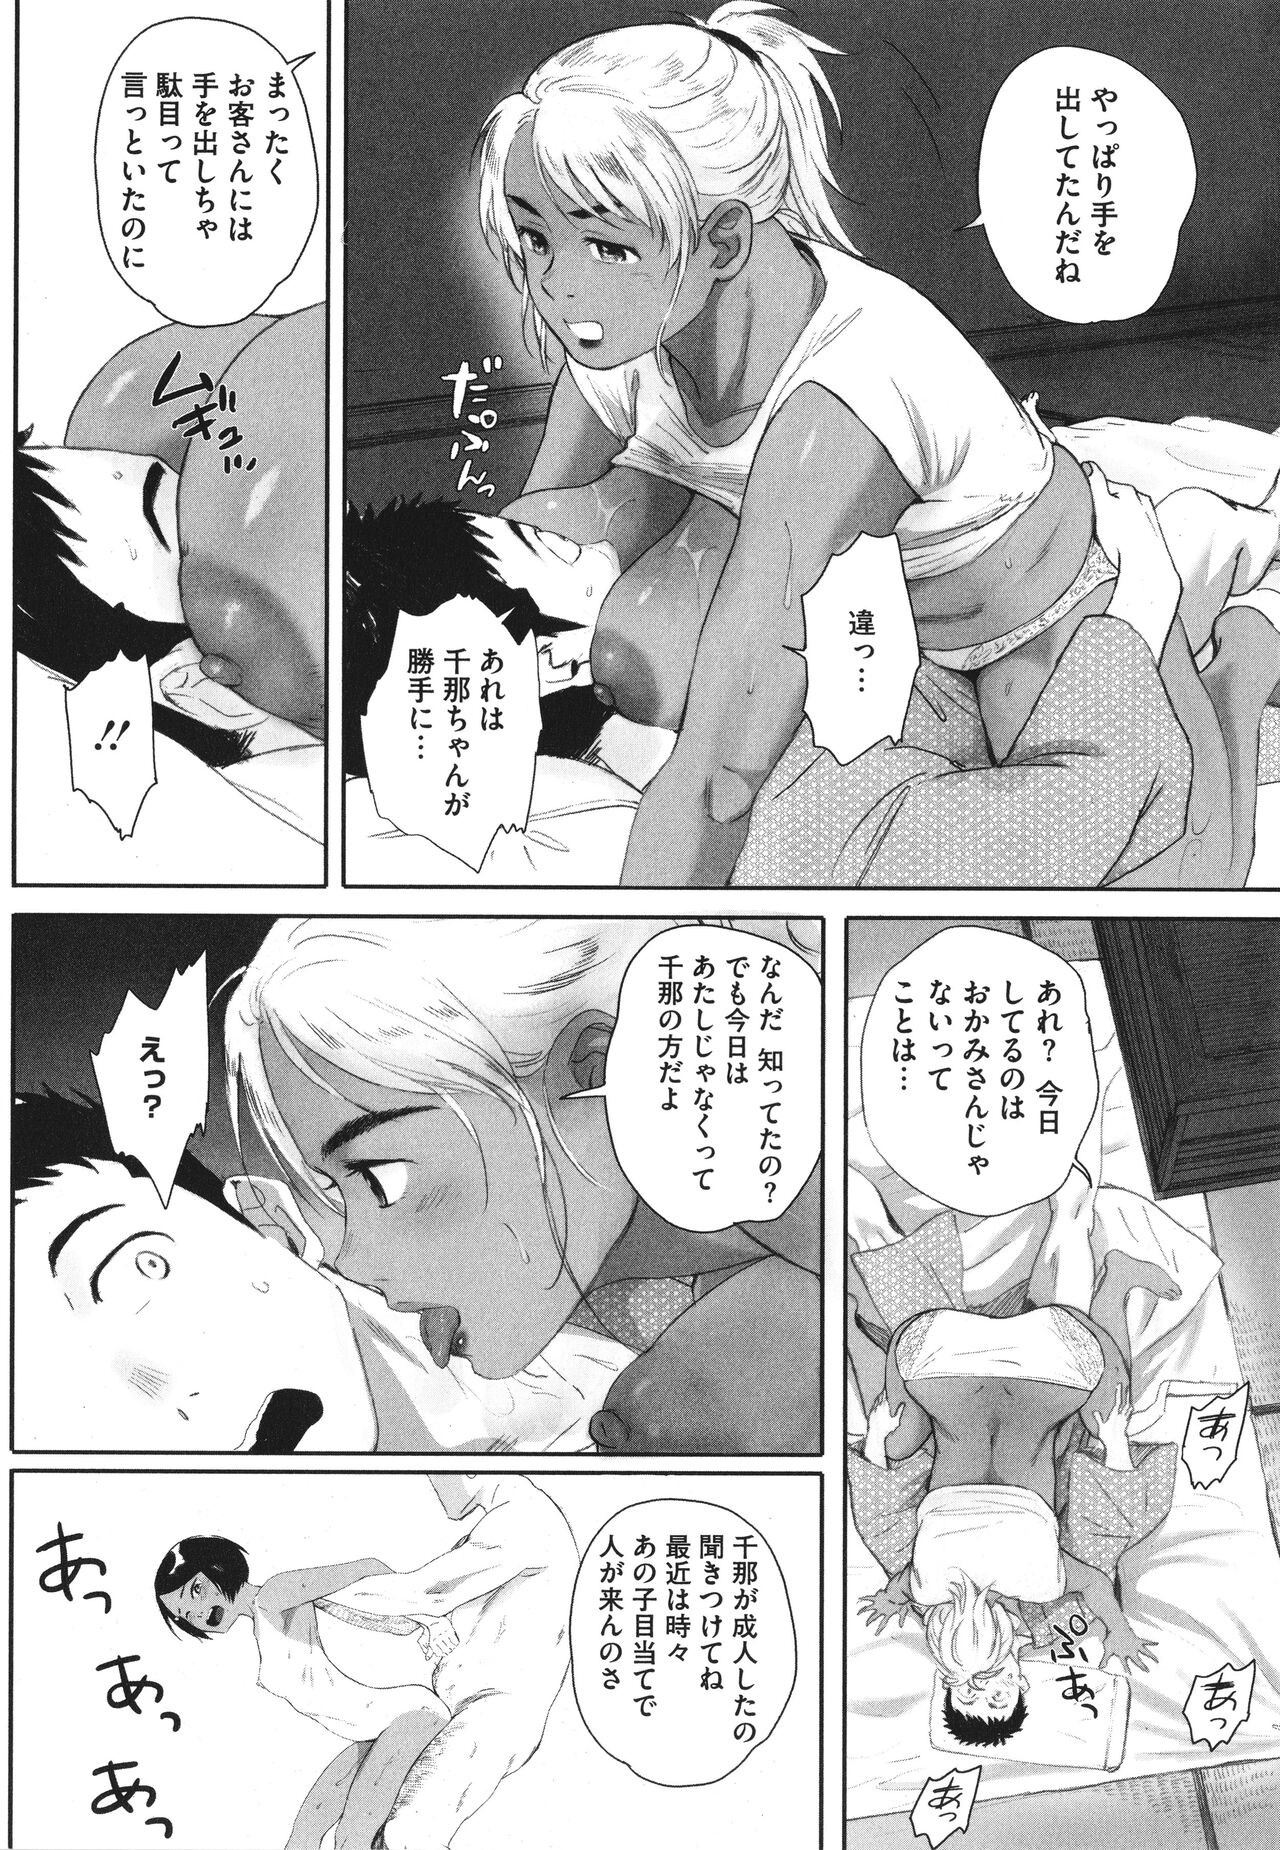 やっぱり手を
出してたんだね
だぷんっ
違っ…
あれは
千那ちゃんが
勝手に…
まったく
お客さんには
手を出しちゃ
駄目って
言っといたのに
ムギュッ
!!
あれ？ 今日
してるのは
おかみさんじゃ
ないって
ことは…
あっ
ぷあっ
あっ
あっ
なんだ 知ってたの？
でも今日は
あたしじゃなくって
千那の方だよ
えっ？
千那が成人したの
聞きつけてね
最近は時々
あの子目当てで
人が来んのさ
あっ
あっ
あっ